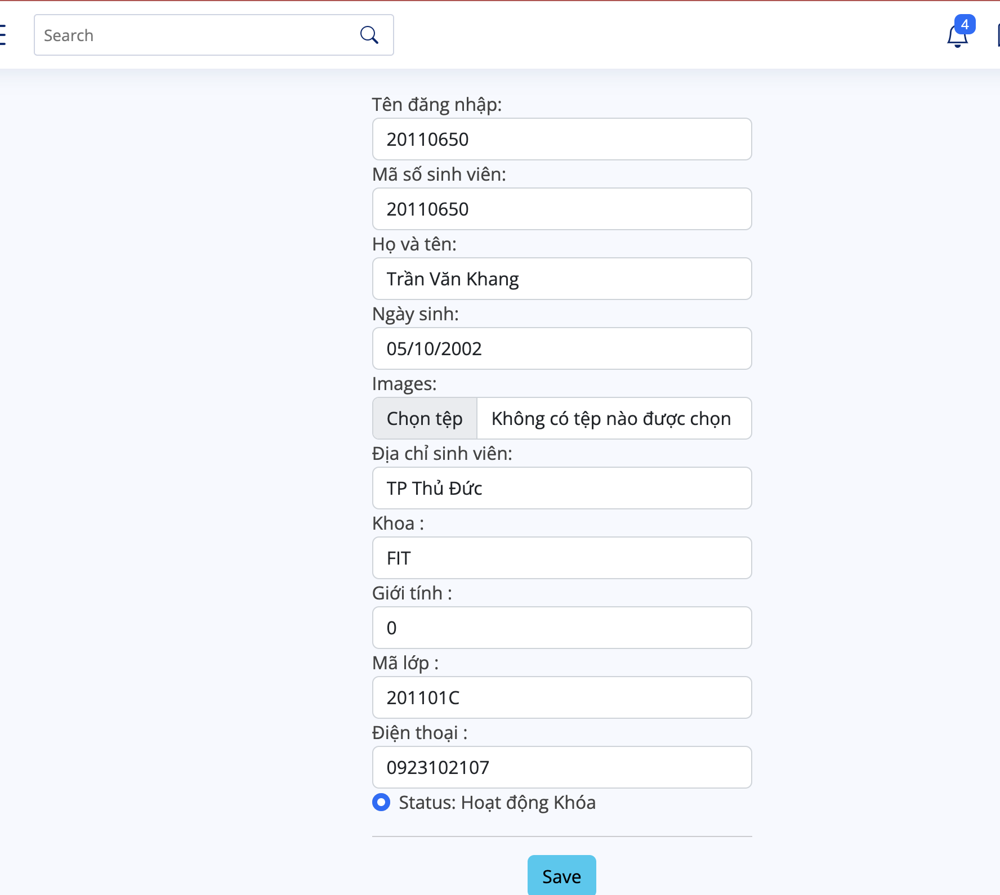 Search
4
Tên đăng nhập:
20110650
Mã số sinh viên:
20110650
Họ và tên:
Trần Văn Khang
Ngày sinh:
05/10/2002
Images:
Chọn tệp Không có tệp nào được chọn
Địa chỉ sinh viên:
TP Thủ Đức
Khoa :
FIT
Giới tính :
0
Mã lớp :
201101C
Điện thoại :
0923102107
Status: Hoạt động Khóa
Save